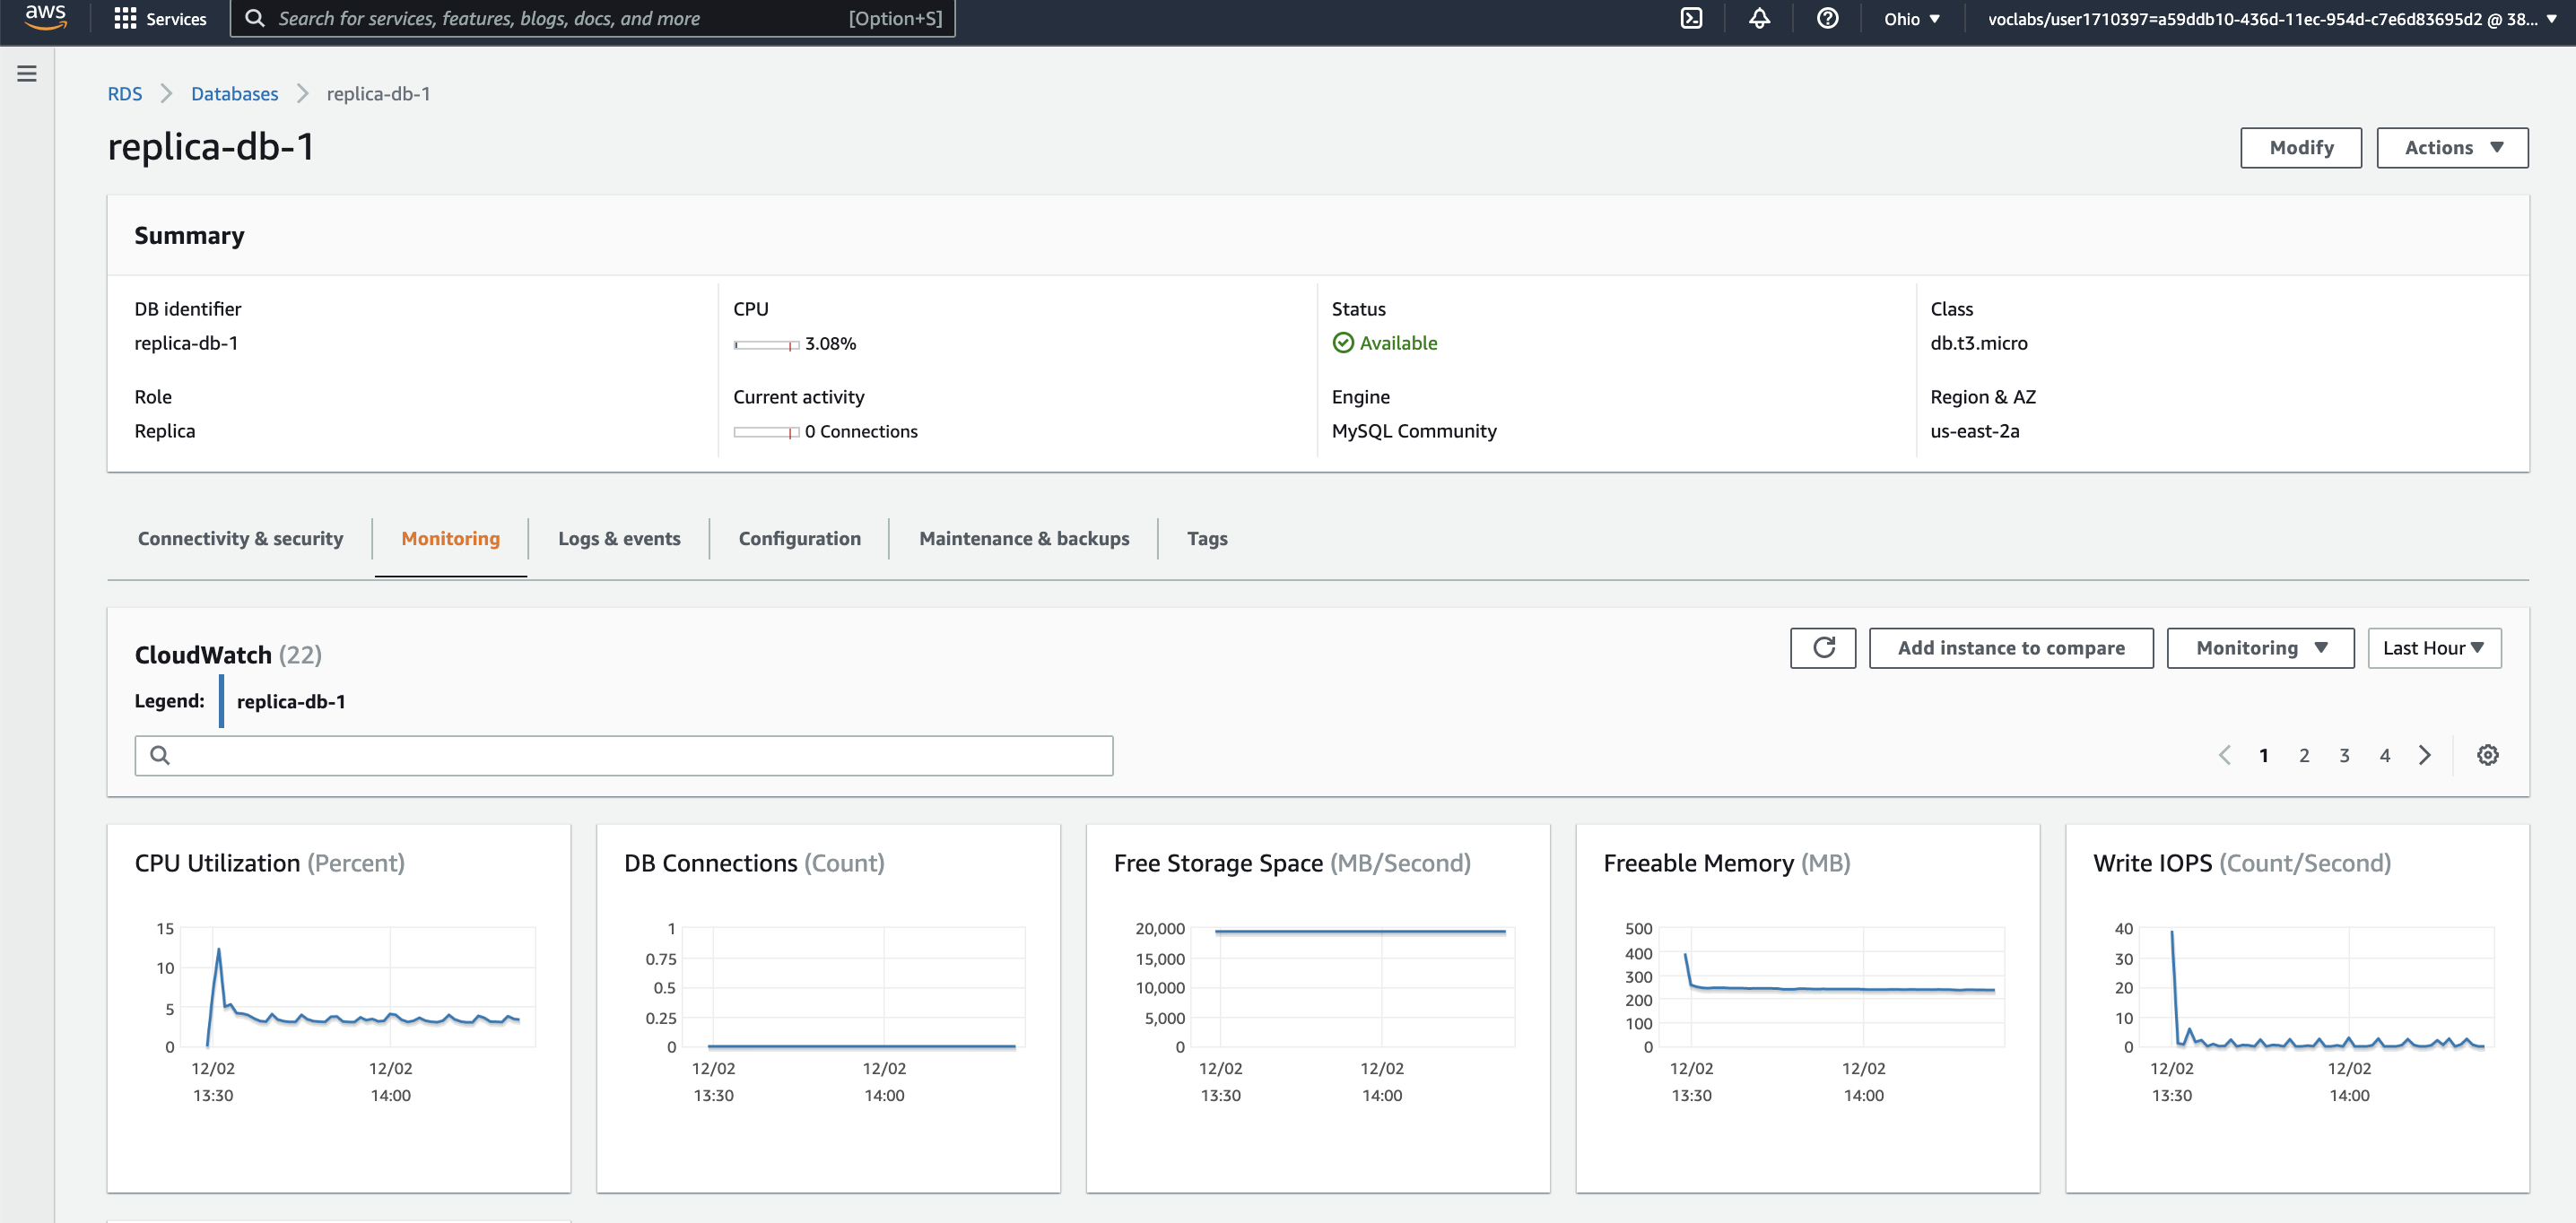 aws
Services
Search for services, features, blogs, docs, and more
[Option+S]
Ohio
voclabs/user1710397=a59ddb10-436d-11ec-954d-c7e6d83695d2 @ 38...
RDS
Databases
replica-db-1
replica-db-1
Modify
Actions
Summary
DB identifier
replica-db-1
CPU
3.08%
Status
Available
Class
db.t3.micro
Role
Replica
Current activity
0 Connections
Engine
MySQL Community
Region & AZ
us-east-2a
Connectivity & security
Monitoring
Logs & events
Configuration
Maintenance & backups
Tags
CloudWatch (22)
Add instance to compare
Monitoring
Last Hour
Legend:
replica-db-1
1
2
3
4
CPU Utilization (Percent)
15
10
5
0
12/02
13:30
12/02
14:00
DB Connections (Count)
1
0.75
0.5
0.25
0
12/02
13:30
12/02
14:00
Free Storage Space (MB/Second)
20,000
15,000
10,000
5,000
0
12/02
13:30
12/02
14:00
Freeable Memory (MB)
500
400
300
200
100
0
12/02
13:30
12/02
14:00
Write IOPS (Count/Second)
40
30
20
10
0
12/02
13:30
12/02
14:00